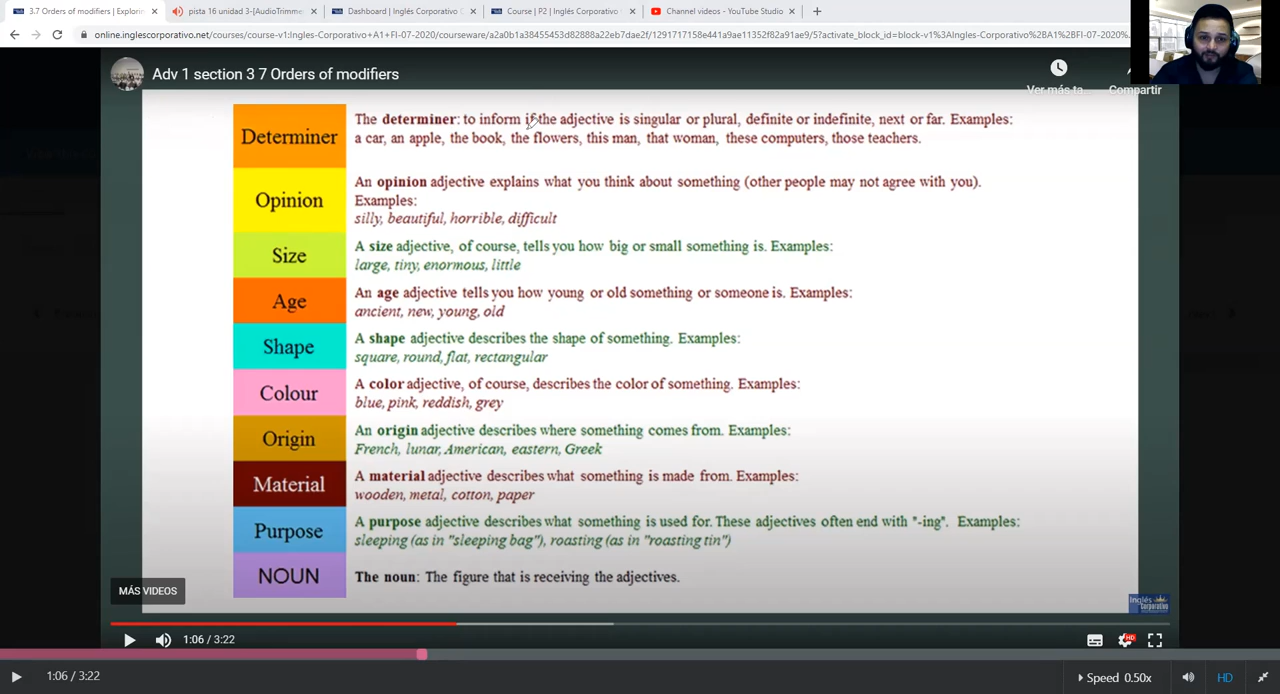 3.7 Orders of modifiers | Explorin
pista 16 unidad 3-[AudioTrimme
Dashboard | Inglés Corporativo O
Course | P2 | Inglés Corporativo
Channel videos - YouTube Studio
online.inglescorporativo.net/courses/course-v1:Ingles-Corporativo+A1+FI-07-2020/courseware/a2a0b1a38455453d82888a22eb7dae2f/1291717158e441a9ae11352f82a91ae9/5?activate_block_id=block-v1%3AIngles-Corporativo%2BA1%2BFI-07-2020%
Adv 1 section 3 7 Orders of modifiers
Ver más ta...
Compartir
Determiner
The determiner: to inform if the adjective is singular or plural, definite or indefinite, next or far. Examples:
a car, an apple, the book, the flowers, this man, that woman, these computers, those teachers.
Opinion
An opinion adjective explains what you think about something (other people may not agree with you).
Examples:
silly, beautiful, horrible, difficult
Size
A size adjective, of course, tells you how big or small something is. Examples:
large, tiny, enormous, little
Age
An age adjective tells you how young or old something or someone is. Examples:
ancient, new, young, old
Shape
A shape adjective describes the shape of something. Examples:
square, round, flat, rectangular
Colour
A color adjective, of course, describes the color of something. Examples:
blue, pink, reddish, grey
Origin
An origin adjective describes where something comes from. Examples:
French, lunar, American, eastern, Greek
Material
A material adjective describes what something is made from. Examples:
wooden, metal, cotton, paper
Purpose
A purpose adjective describes what something is used for. These adjectives often end with "-ing". Examples:
sleeping (as in "sleeping bag"), roasting (as in "roasting tin")
NOUN
The noun: The figure that is receiving the adjectives.
MÁS VIDEOS
Inglés
Corporativo
1:06 / 3:22
HD
1:06 / 3:22
Speed 0.50x
HD